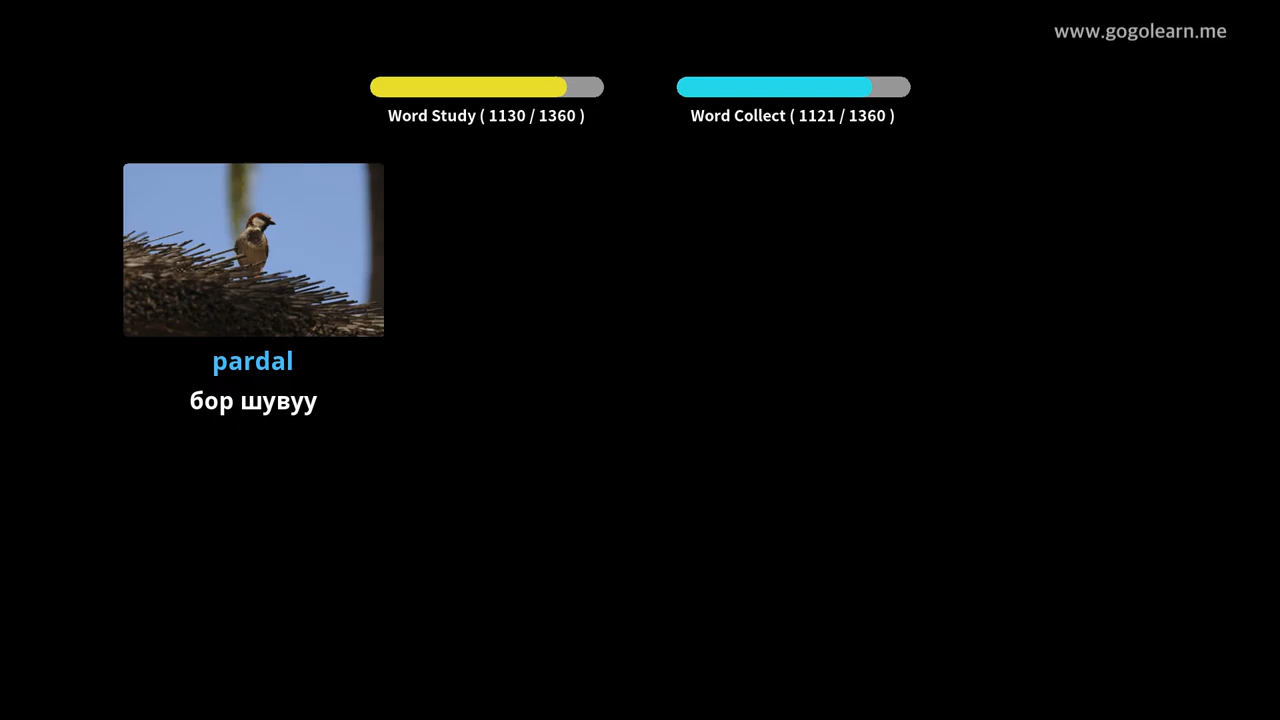 www.gogolearn.me
Word Study ( 1130 / 1360 )
Word Collect ( 1121 / 1360 )
pardal
бор шувуу